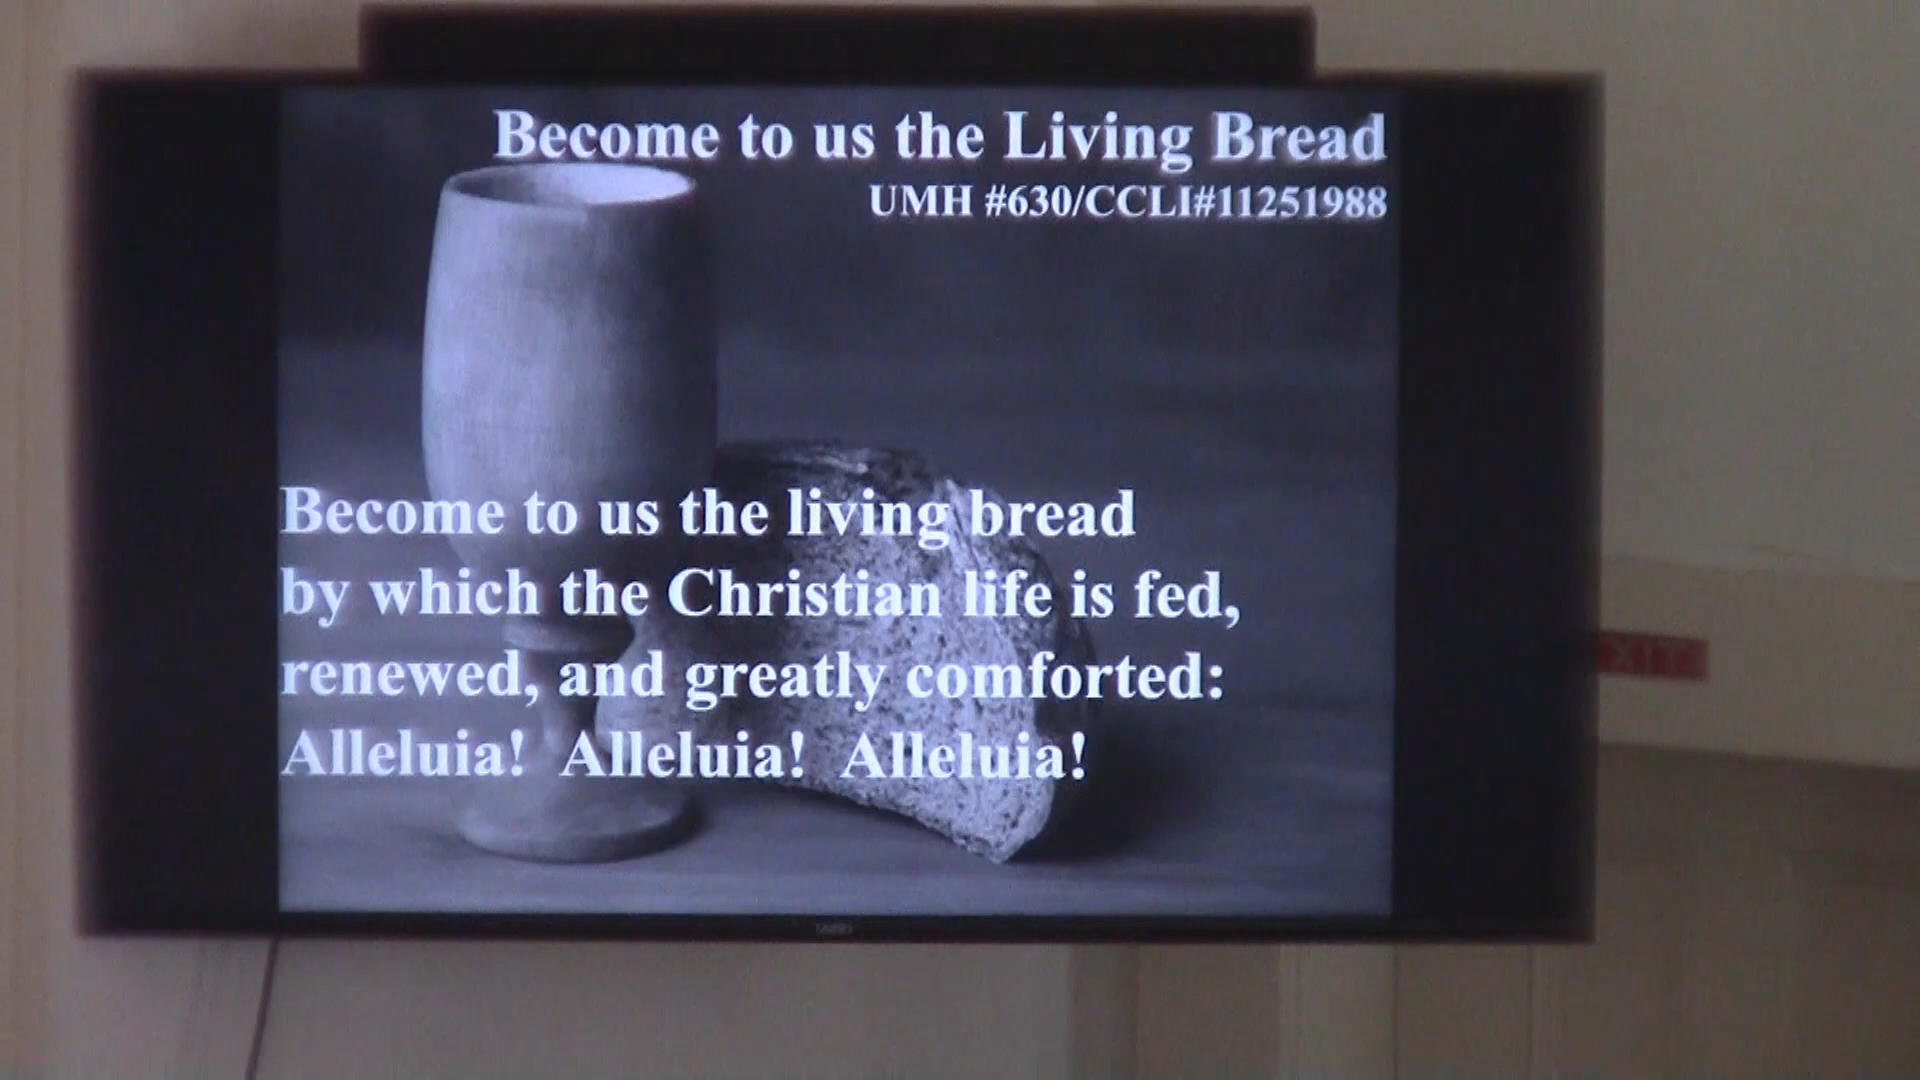 Become to us the Living Bread
UMH #630/CCLI#11251988
Become to us the living bread
by which the Christian life is fed,
renewed, and greatly comforted:
Alleluia!  Alleluia!  Alleluia!
EXIT